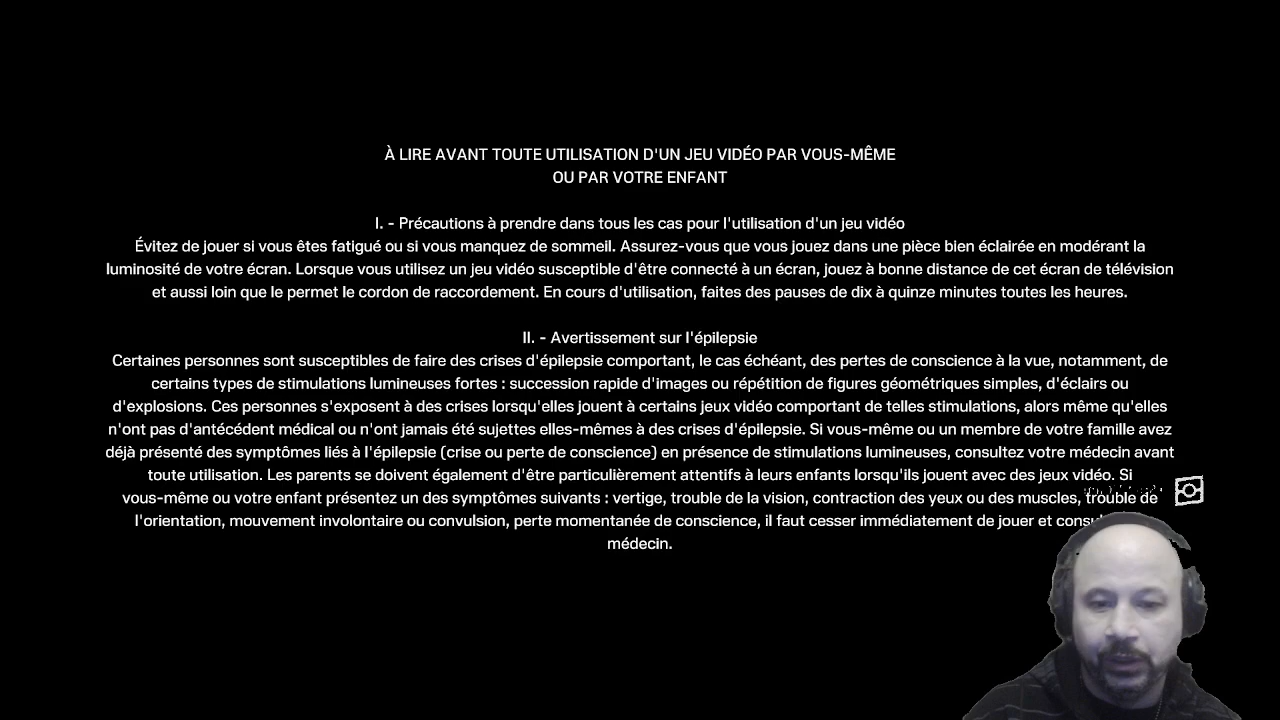 À LIRE AVANT TOUTE UTILISATION D'UN JEU VIDÉO PAR VOUS-MÊME
OU PAR VOTRE ENFANT
I. - Précautions à prendre dans tous les cas pour l'utilisation d'un jeu vidéo
Évitez de jouer si vous êtes fatigué ou si vous manquez de sommeil. Assurez-vous que vous jouez dans une pièce bien éclairée en modérant la
luminosité de votre écran. Lorsque vous utilisez un jeu vidéo susceptible d'être connecté à un écran, jouez à bonne distance de cet écran de télévision
et aussi loin que le permet le cordon de raccordement. En cours d'utilisation, faites des pauses de dix à quinze minutes toutes les heures.
II. - Avertissement sur l'épilepsie
Certaines personnes sont susceptibles de faire des crises d'épilepsie comportant, le cas échéant, des pertes de conscience à la vue, notamment, de
certains types de stimulations lumineuses fortes : succession rapide d'images ou répétition de figures géométriques simples, d'éclairs ou
d'explosions. Ces personnes s'exposent à des crises lorsqu'elles jouent à certains jeux vidéo comportant de telles stimulations, alors même qu'elles
n'ont pas d'antécédent médical ou n'ont jamais été sujettes elles-mêmes à des crises d'épilepsie. Si vous-même ou un membre de votre famille avez
déjà présenté des symptômes liés à l'épilepsie (crise ou perte de conscience) en présence de stimulations lumineuses, consultez votre médecin avant
toute utilisation. Les parents se doivent également d'être particulièrement attentifs à leurs enfants lorsqu'ils jouent avec des jeux vidéo. Si
vous-même ou votre enfant présentez un des symptômes suivants : vertige, trouble de la vision, contraction des yeux ou des muscles, trouble de
l'orientation, mouvement involontaire ou convulsion, perte momentanée de conscience, il faut cesser immédiatement de jouer et
médecin.